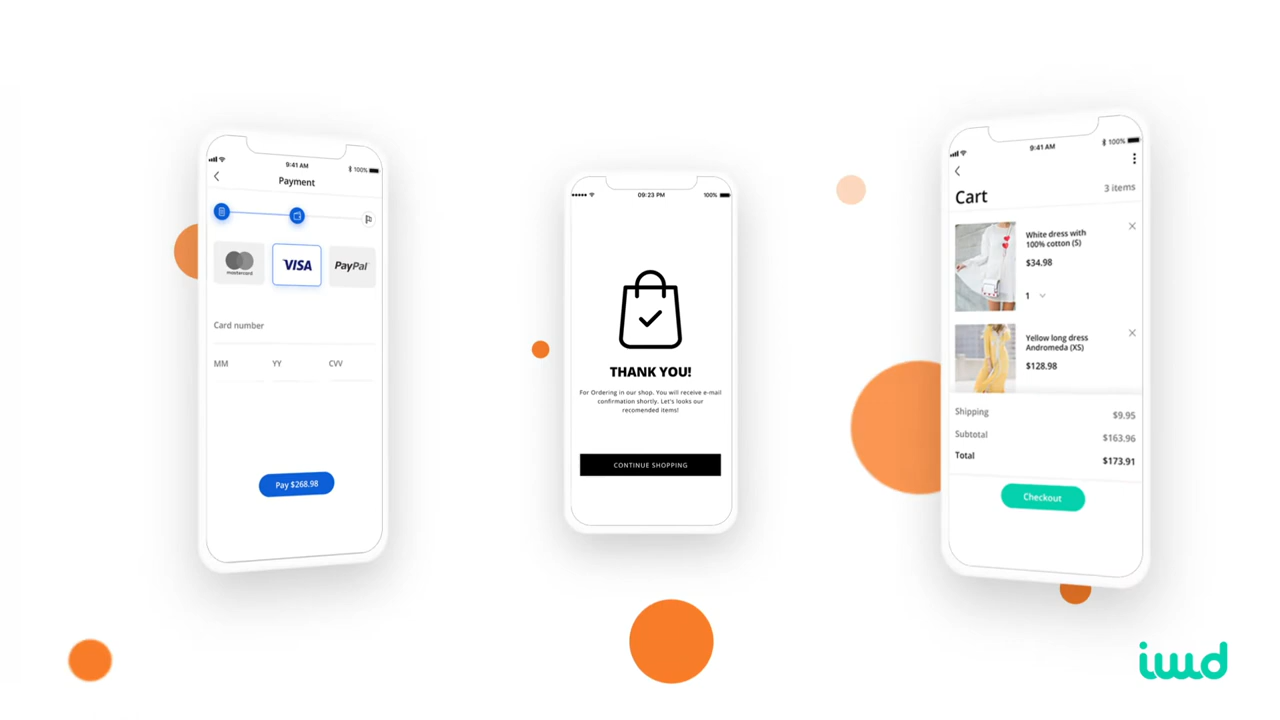 9:41 AM
100%
Payment
mastercard
VISA
PayPal
Card number
MM YY CVV
Pay $268.98
09:23 PM
100%
THANK YOU!
For Ordering in our shop. You will receive e-mail
confirmation shortly. Let's looks our
recomended items!
CONTINUE SHOPPING
9:41 AM
100%
Cart
3 items
White dress with
100% cotton (S)
$34.98
1
Yellow long dress
Andromeda (XS)
$128.98
Shipping $9.95
Subtotal $163.96
Total $173.91
Checkout
iwd